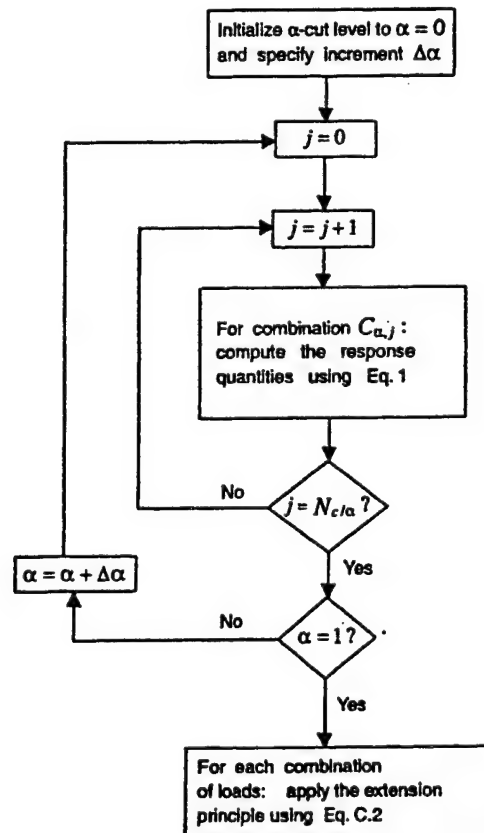 Initialize α-cut level to α = 0
and specify increment Δα
j = 0
j = j + 1
For combination C_{α,j} :
compute the response
quantities using Eq. 1
No
j = N_{c/α} ?
Yes
α = α + Δα
No
α = 1 ?
Yes
For each combination
of loads: apply the extension
principle using Eq. C.2